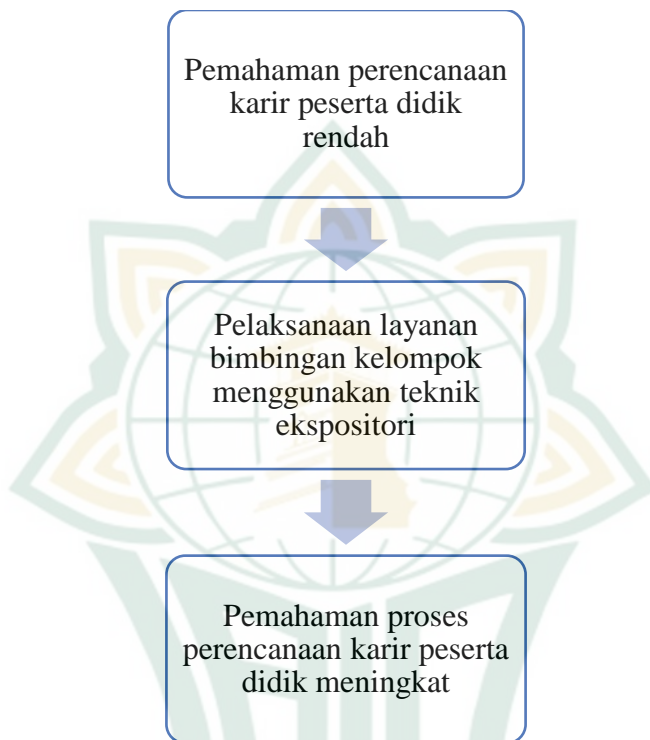 Pemahaman perencanaan
karir peserta didik
rendah
Pelaksanaan layanan
bimbingan kelompok
menggunakan teknik
ekspositori
Pemahaman proses
perencanaan karir peserta
didik meningkat